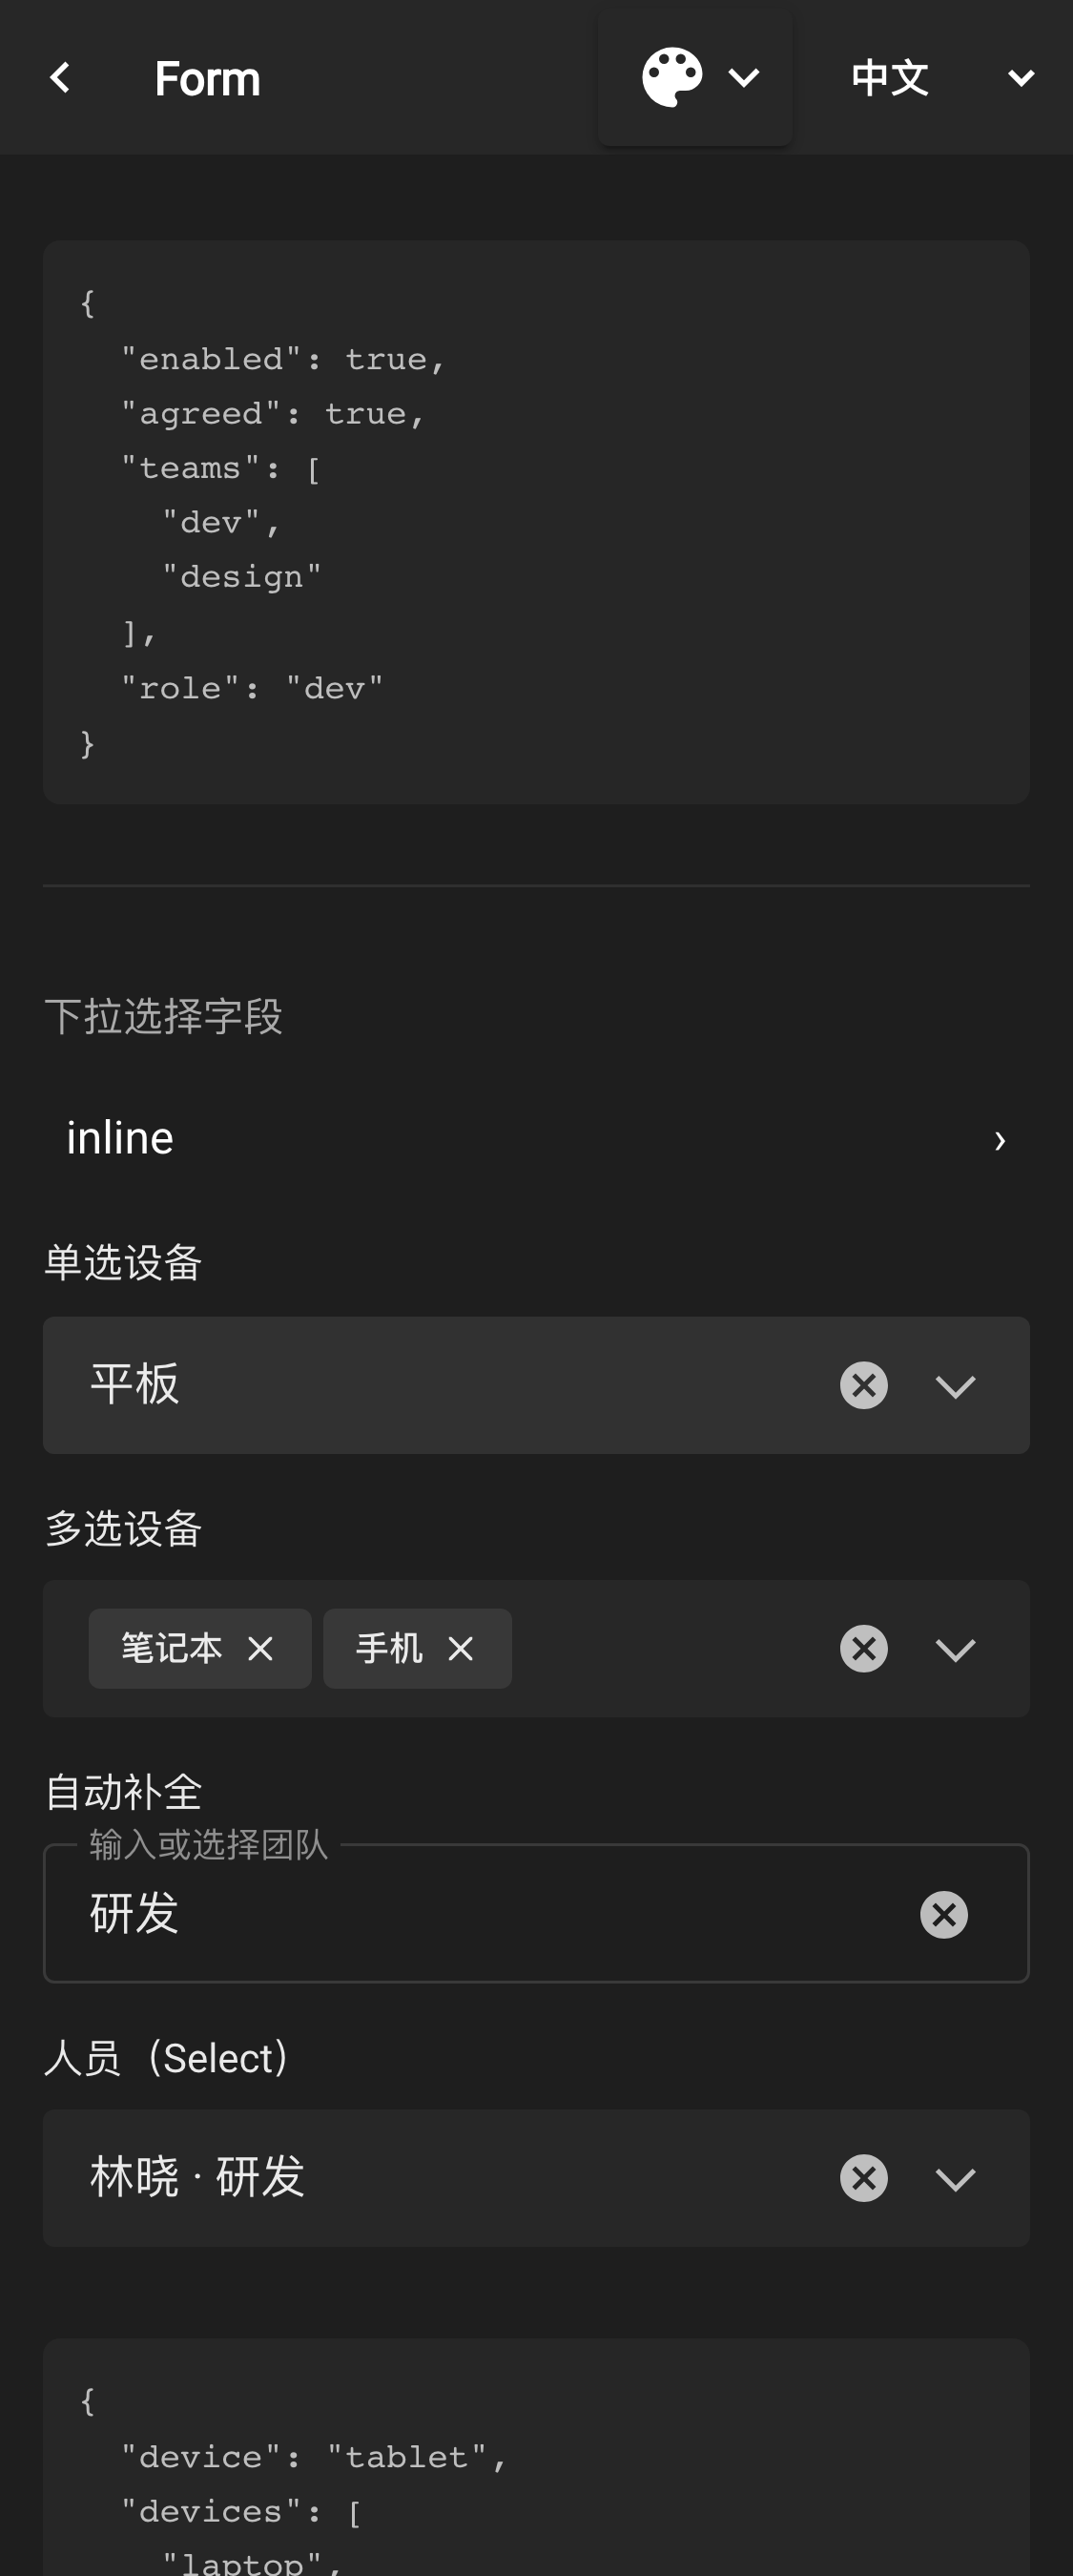 Form 中文
{
  "enabled": true,
  "agreed": true,
  "teams": [
    "dev",
    "design"
  ],
  "role": "dev"
}
下拉选择字段
inline ›
单选设备
平板
多选设备
笔记本 手机
自动补全
输入或选择团队
研发
人员（Select）
林晓 · 研发
{
  "device": "tablet",
  "devices": [
    "laptop",